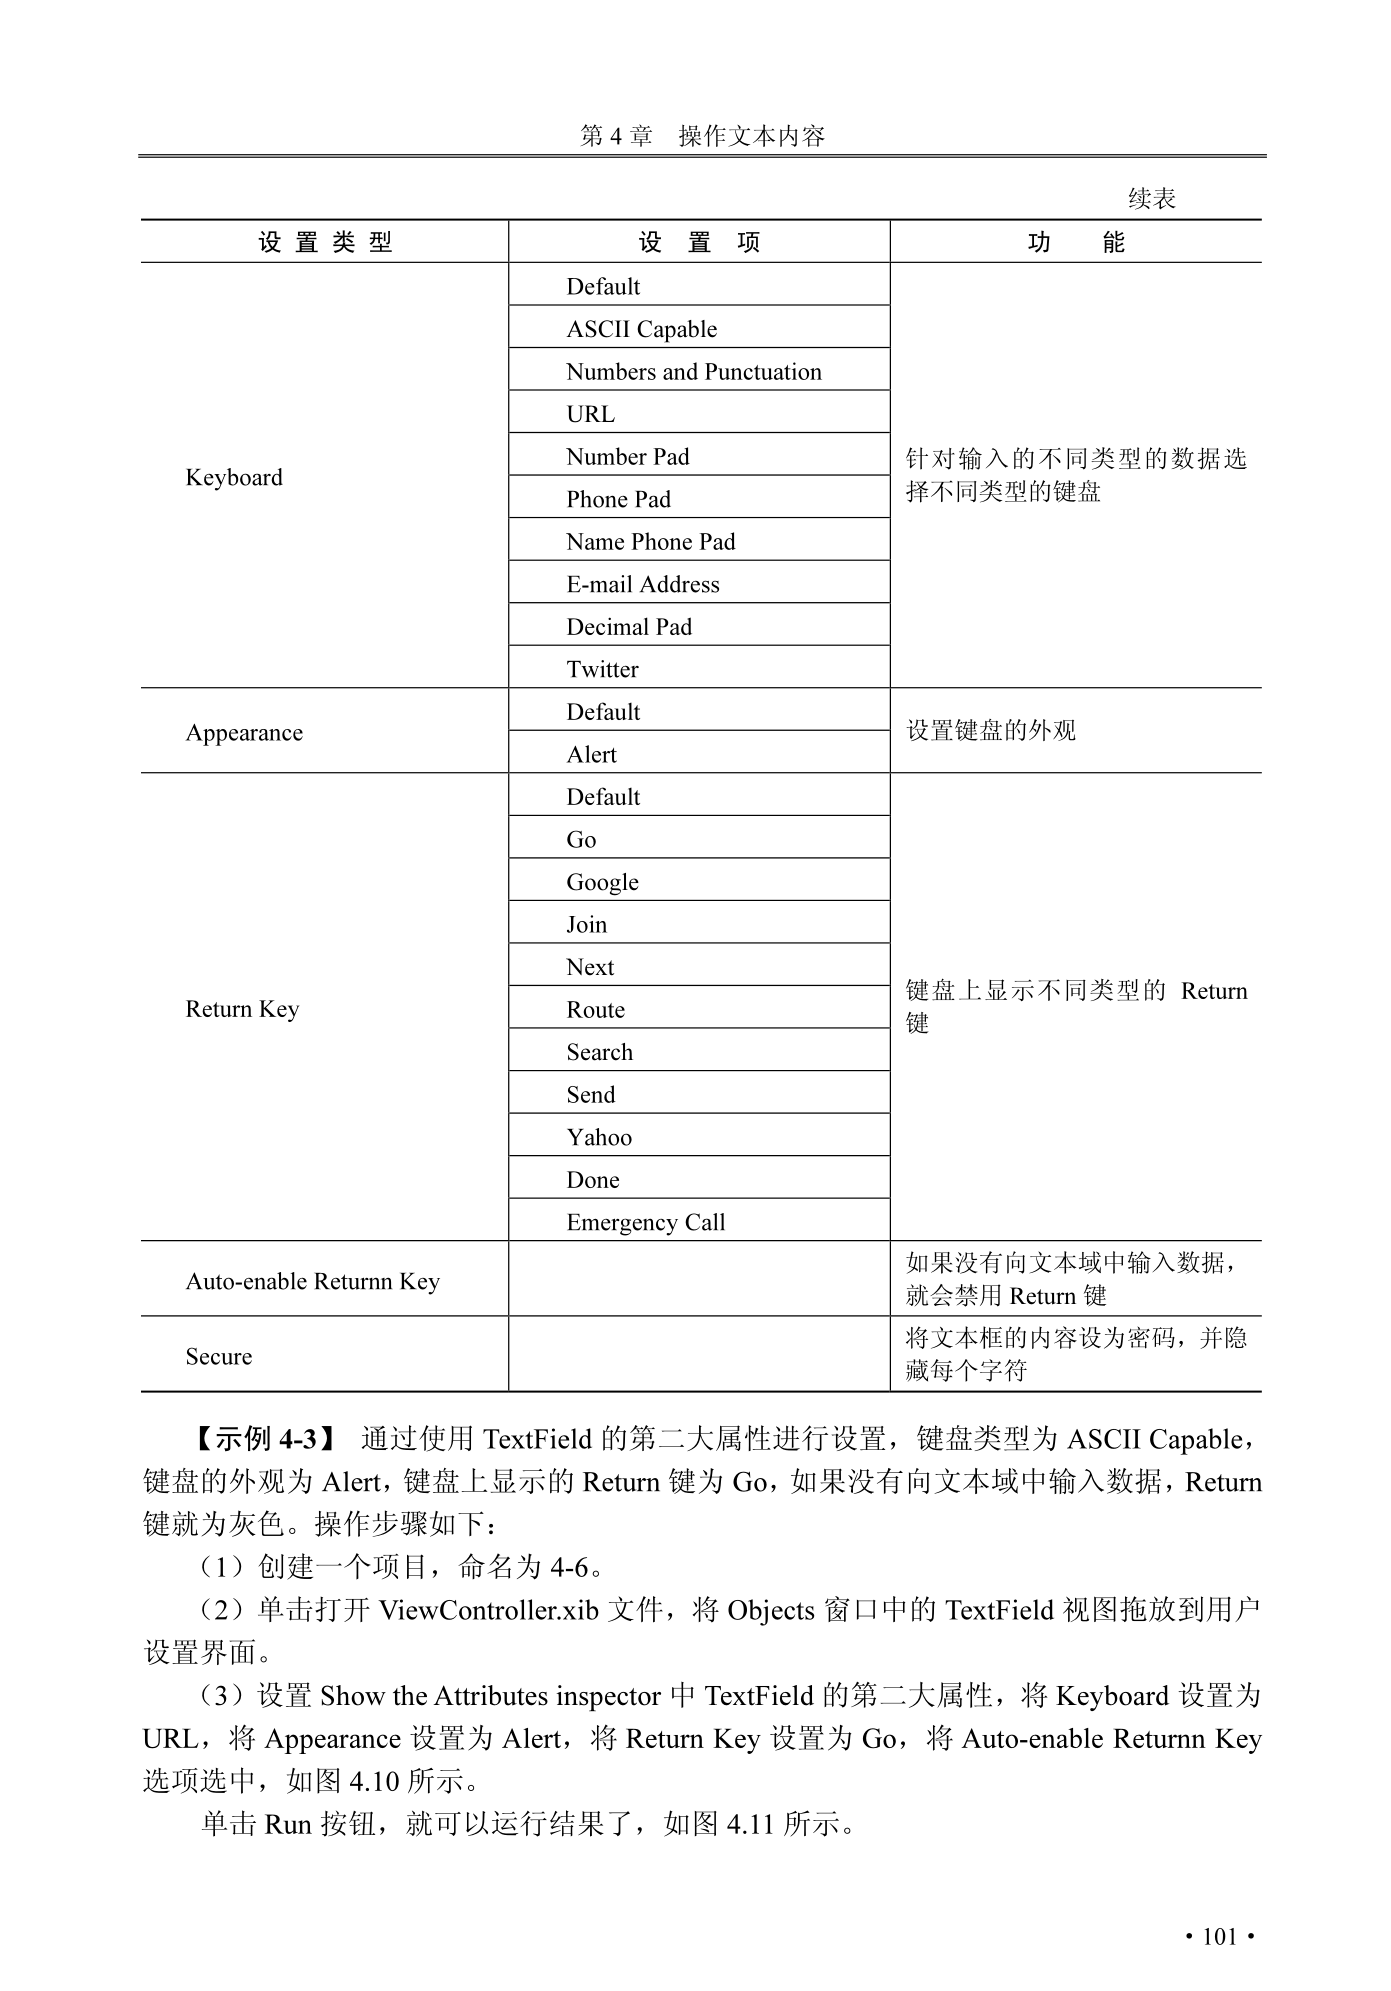 第 4 章　操作文本内容
续表
设 置 类 型　设　置　项　功　　能
Default
ASCII Capable
Numbers and Punctuation
URL
Number Pad
Keyboard
针对输入的不同类型的数据选
择不同类型的键盘
Phone Pad
Name Phone Pad
E-mail Address
Decimal Pad
Twitter
Appearance
Default
Alert
设置键盘的外观
Default
Go
Google
Join
Next
Return Key
Route
键盘上显示不同类型的 Return
键
Search
Send
Yahoo
Done
Emergency Call
Auto-enable Returnn Key
如果没有向文本域中输入数据，
就会禁用 Return 键
Secure
将文本框的内容设为密码，并隐
藏每个字符
【示例 4-3】 通过使用 TextField 的第二大属性进行设置，键盘类型为 ASCII Capable，
键盘的外观为 Alert，键盘上显示的 Return 键为 Go，如果没有向文本域中输入数据，Return
键就为灰色。操作步骤如下：
（1）创建一个项目，命名为 4-6。
（2）单击打开 ViewController.xib 文件，将 Objects 窗口中的 TextField 视图拖放到用户
设置界面。
（3）设置 Show the Attributes inspector 中 TextField 的第二大属性，将 Keyboard 设置为
URL，将 Appearance 设置为 Alert，将 Return Key 设置为 Go，将 Auto-enable Returnn Key
选项选中，如图 4.10 所示。
单击 Run 按钮，就可以运行结果了，如图 4.11 所示。
· 101 ·